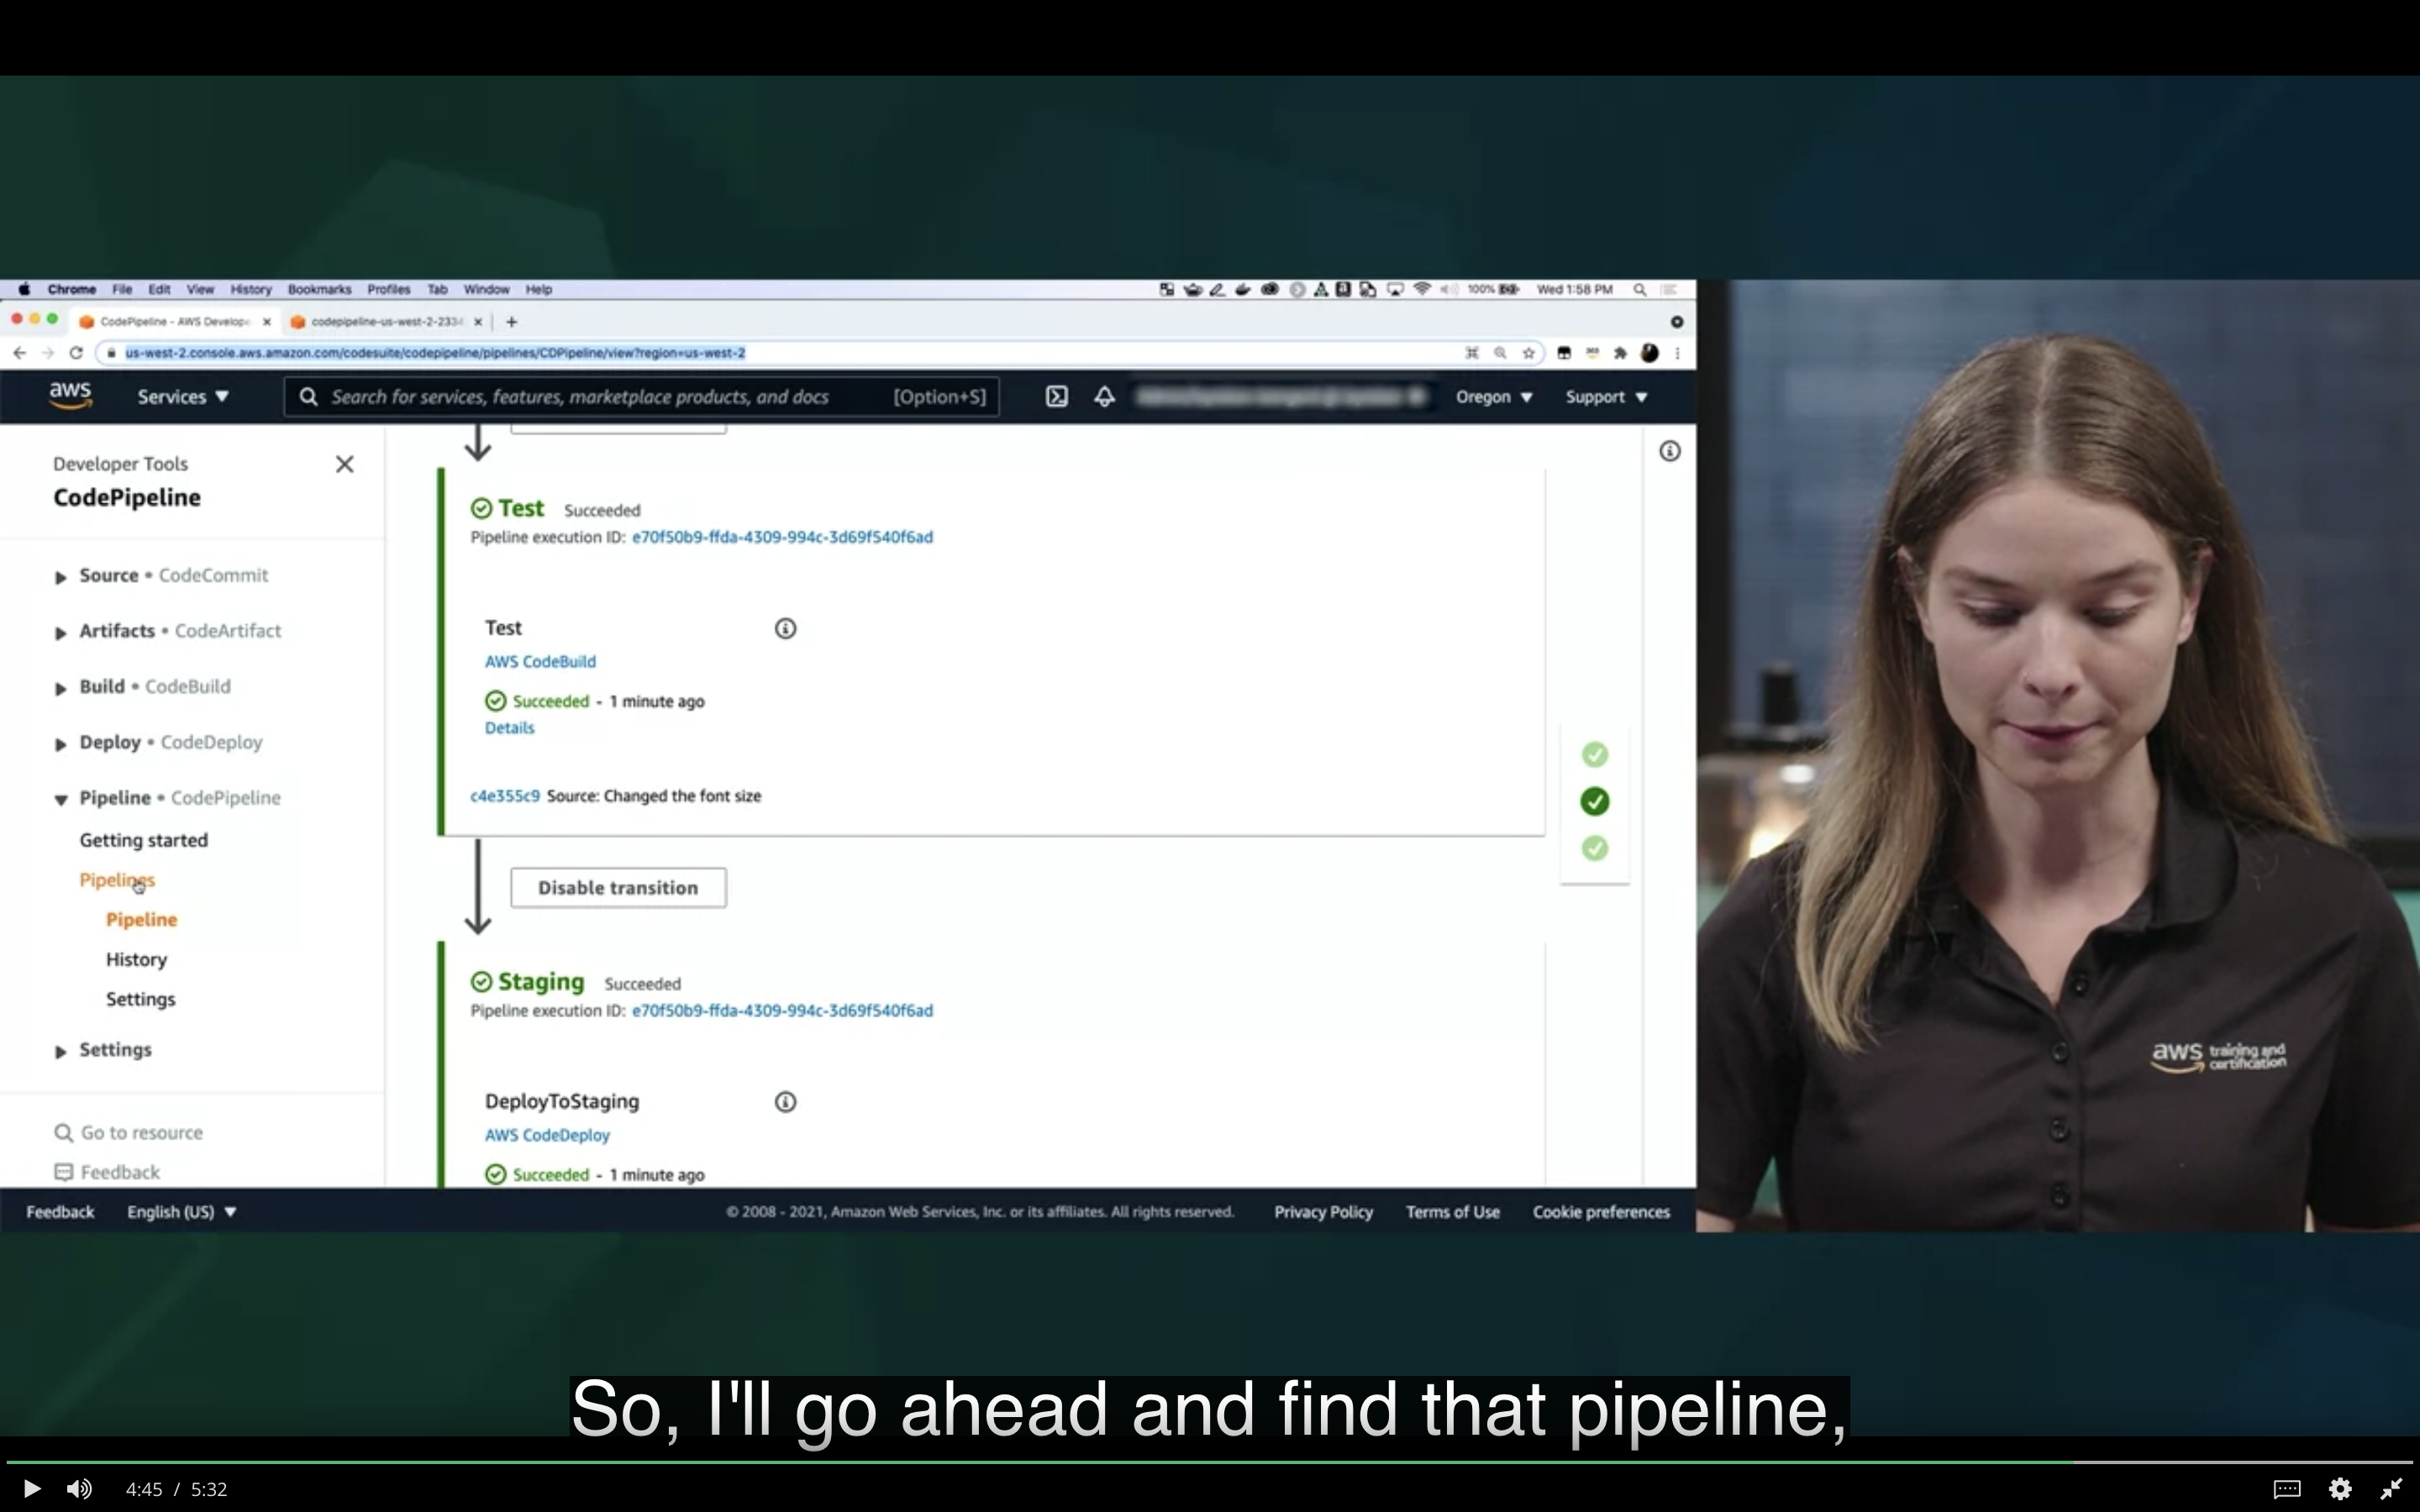 Chrome File Edit View History Bookmarks Profiles Tab Window Help 100% Wed 1:58 PM
CodePipeline - AWS Develope codepipeline-us-west-2-2334
us-west-2.console.aws.amazon.com/codesuite/codepipeline/pipelines/CDPipeline/view?region=us-west-2
aws Services ▼ Search for services, features, marketplace products, and docs [Option+S] Oregon ▼ Support ▼
Developer Tools
CodePipeline
Source • CodeCommit
Artifacts • CodeArtifact
Build • CodeBuild
Deploy • CodeDeploy
Pipeline • CodePipeline
Getting started
Pipelines
Pipeline
History
Settings
Settings
Go to resource
Feedback
Test Succeeded
Pipeline execution ID: e70f50b9-ffda-4309-994c-3d69f540f6ad
Test
AWS CodeBuild
Succeeded - 1 minute ago
Details
c4e355c9 Source: Changed the font size
Disable transition
Staging Succeeded
Pipeline execution ID: e70f50b9-ffda-4309-994c-3d69f540f6ad
DeployToStaging
AWS CodeDeploy
Succeeded - 1 minute ago
Feedback English (US) ▼ © 2008 - 2021, Amazon Web Services, Inc. or its affiliates. All rights reserved. Privacy Policy Terms of Use Cookie preferences
aws training and
certification
So, I'll go ahead and find that pipeline,
4:45 / 5:32